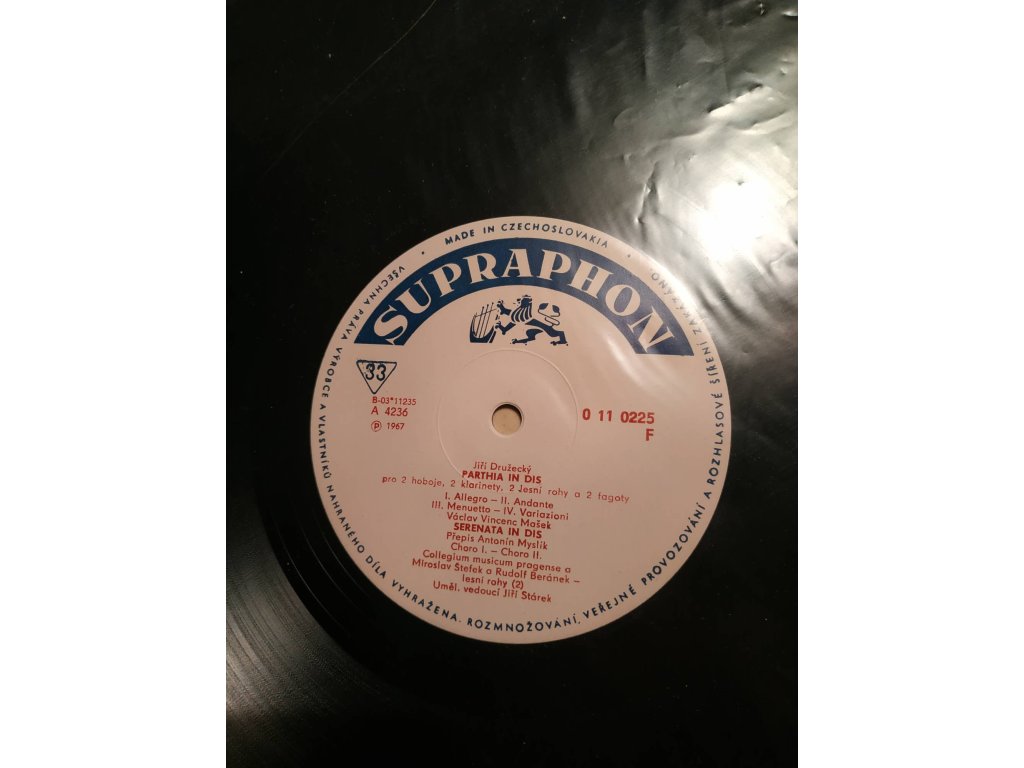 MADE IN CZECHOSLOVAKIA
SUPRAPHON
33
B-03*11235
A 4236
Ⓟ 1967
0 11 0225
F
Jiří Družecký
PARTHIA IN DIS
pro 2 hoboje, 2 klarinety, 2 lesní rohy a 2 fagoty
I. Allegro – II. Andante
III. Menuetto – IV. Variazioni
Václav Vincenc Mašek
SERENATA IN DIS
Přepis Antonín Myslík
Choro I. – Choro II.
Collegium musicum pragense a
Miroslav Štefek a Rudolf Beránek –
lesní rohy (2)
Uměl. vedoucí Jiří Stárek
VŠECHNA PRÁVA VÝROBCE A VLASTNÍKŮ NAHRANÉHO DÍLA VYHRAŽENA. ROZMNOŽOVÁNÍ, VEŘEJNÉ PROVOZOVÁNÍ A ROZHLASOVÉ ŠÍŘENÍ ZAKÁZÁNO